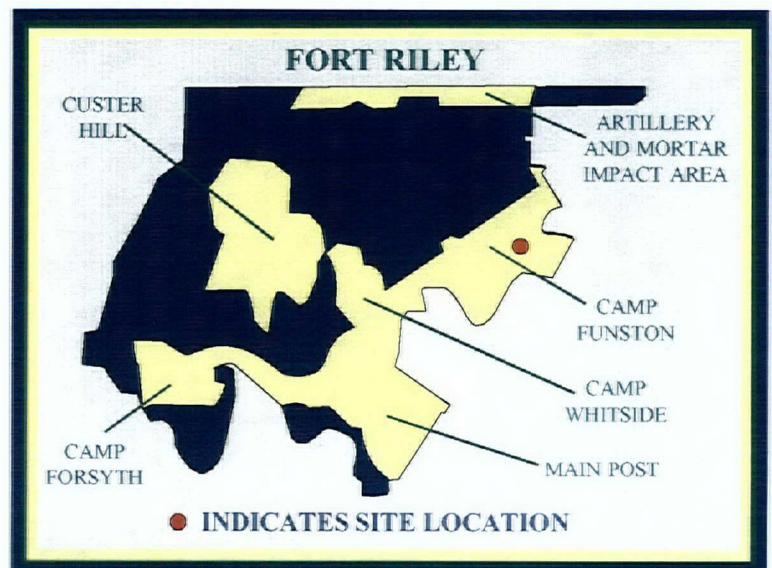 FORT RILEY
CUSTER
HILL
ARTILLERY
AND MORTAR
IMPACT AREA
CAMP
FUNSTON
CAMP
WHITSIDE
CAMP
FORSYTH
MAIN POST
INDICATES SITE LOCATION